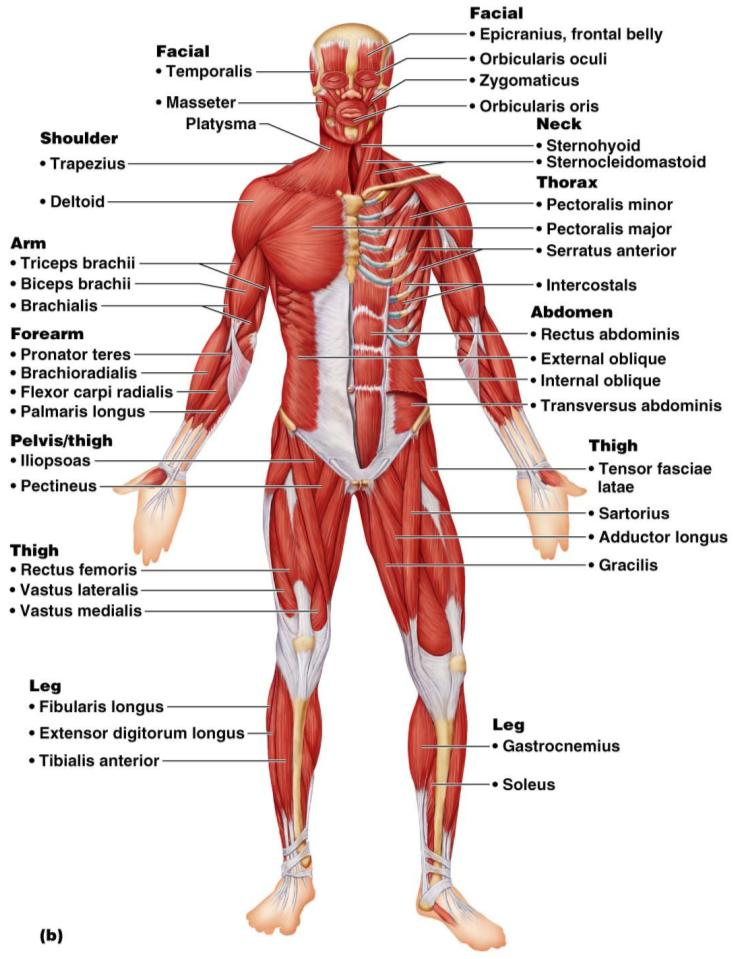 Facial
• Temporalis
• Masseter
Platysma
Shoulder
• Trapezius
• Deltoid
Arm
• Triceps brachii
• Biceps brachii
• Brachialis
Forearm
• Pronator teres
• Brachioradialis
• Flexor carpi radialis
• Palmaris longus
Pelvis/thigh
• Iliopsoas
• Pectineus
Thigh
• Rectus femoris
• Vastus lateralis
• Vastus medialis
Leg
• Fibularis longus
• Extensor digitorum longus
• Tibialis anterior
(b)
Facial
• Epicranius, frontal belly
• Orbicularis oculi
• Zygomaticus
• Orbicularis oris
Neck
• Sternohyoid
• Sternocleidomastoid
Thorax
• Pectoralis minor
• Pectoralis major
• Serratus anterior
• Intercostals
Abdomen
• Rectus abdominis
• External oblique
• Internal oblique
• Transversus abdominis
Thigh
• Tensor fasciae
latae
• Sartorius
• Adductor longus
• Gracilis
Leg
• Gastrocnemius
• Soleus